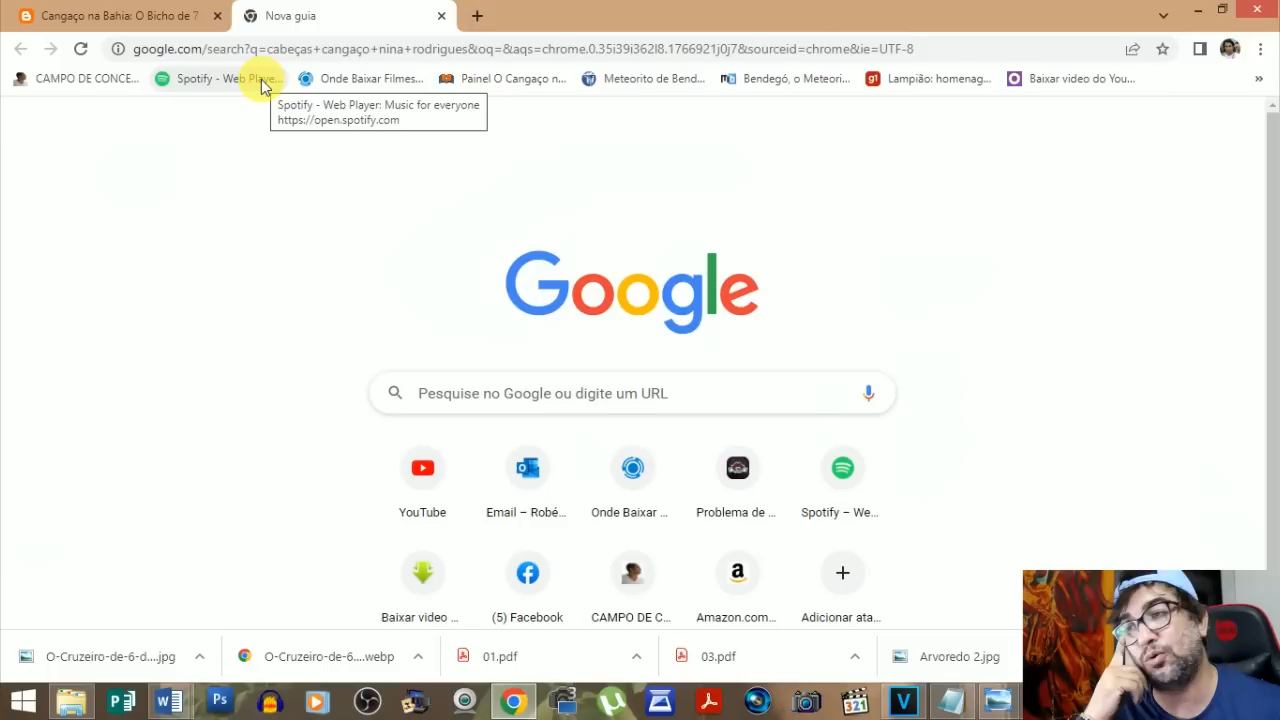 Cangaço na Bahia: O Bicho de 7
Nova guia
google.com/search?q=cabeças+cangaço+nina+rodrigues&oq=&aqs=chrome.0.35i39i362l8.1766921j0j7&sourceid=chrome&ie=UTF-8
CAMPO DE CONCE...
Spotify - Web Playe...
Onde Baixar Filmes...
Painel O Cangaço n...
Meteorito de Bend...
Bendegó, o Meteori...
g1
Lampião: homenag...
Baixar video do You...
Spotify - Web Player: Music for everyone
https://open.spotify.com
Google
Pesquise no Google ou digite um URL
YouTube
Email – Robé...
Onde Baixar ...
Problema de ...
Spotify – We...
Baixar video ...
(5) Facebook
CAMPO DE C...
Amazon.com...
Adicionar ata...
O-Cruzeiro-de-6-d....jpg
O-Cruzeiro-de-6....webp
01.pdf
03.pdf
Arvoredo 2.jpg
Ps
321
V